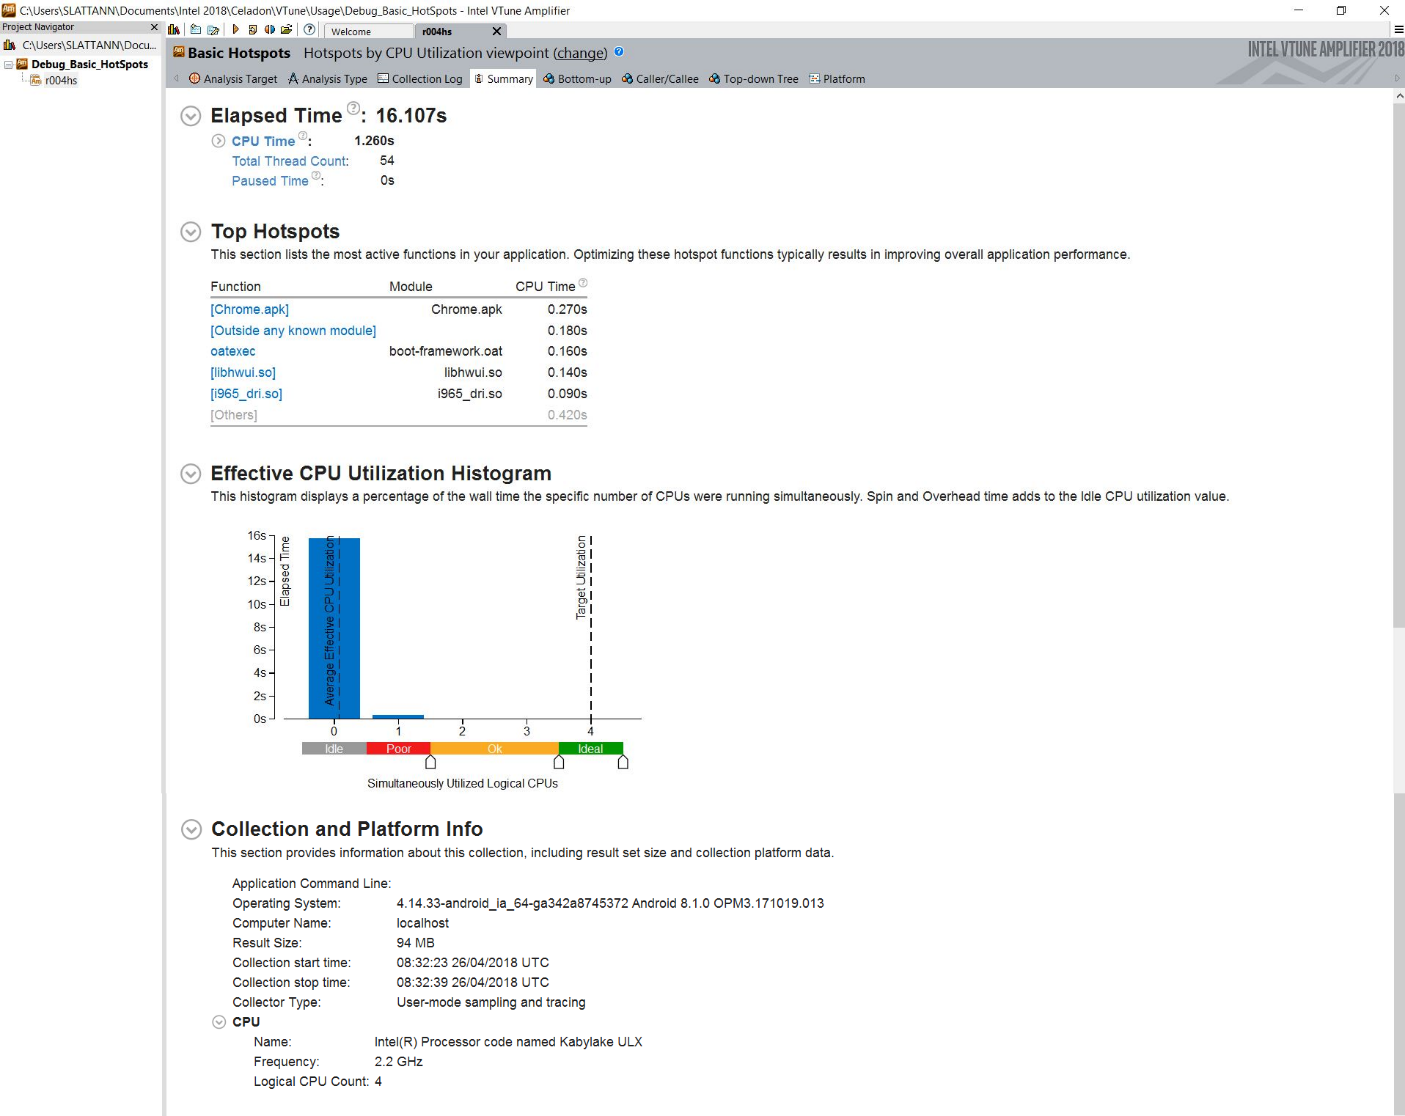 C:\Users\SLATTANN\Documents\Intel 2018\Celadon\VTune\Usage\Debug_Basic_HotSpots - Intel VTune Amplifier
Project Navigator
Welcome
r004hs
C:\Users\SLATTANN\Docu...
Debug_Basic_HotSpots
r004hs
Basic Hotspots Hotspots by CPU Utilization viewpoint (change) ?
INTEL VTUNE AMPLIFIER 2018
Analysis Target Analysis Type Collection Log Summary Bottom-up Caller/Callee Top-down Tree Platform
Elapsed Time ?: 16.107s
CPU Time ?: 1.260s
Total Thread Count: 54
Paused Time ?: 0s
Top Hotspots
This section lists the most active functions in your application. Optimizing these hotspot functions typically results in improving overall application performance.
Function Module CPU Time ?
[Chrome.apk] Chrome.apk 0.270s
[Outside any known module] 0.180s
oatexec boot-framework.oat 0.160s
[libhwui.so] libhwui.so 0.140s
[i965_dri.so] i965_dri.so 0.090s
[Others] 0.420s
Effective CPU Utilization Histogram
This histogram displays a percentage of the wall time the specific number of CPUs were running simultaneously. Spin and Overhead time adds to the Idle CPU utilization value.
16s
14s
12s
10s
8s
6s
4s
2s
0s
Elapsed Time
Average Effective CPU Utilization
Target Utilization
0 1 2 3 4
Idle Poor Ok Ideal
Simultaneously Utilized Logical CPUs
Collection and Platform Info
This section provides information about this collection, including result set size and collection platform data.
Application Command Line:
Operating System: 4.14.33-android_ia_64-ga342a8745372 Android 8.1.0 OPM3.171019.013
Computer Name: localhost
Result Size: 94 MB
Collection start time: 08:32:23 26/04/2018 UTC
Collection stop time: 08:32:39 26/04/2018 UTC
Collector Type: User-mode sampling and tracing
CPU
Name: Intel(R) Processor code named Kabylake ULX
Frequency: 2.2 GHz
Logical CPU Count: 4